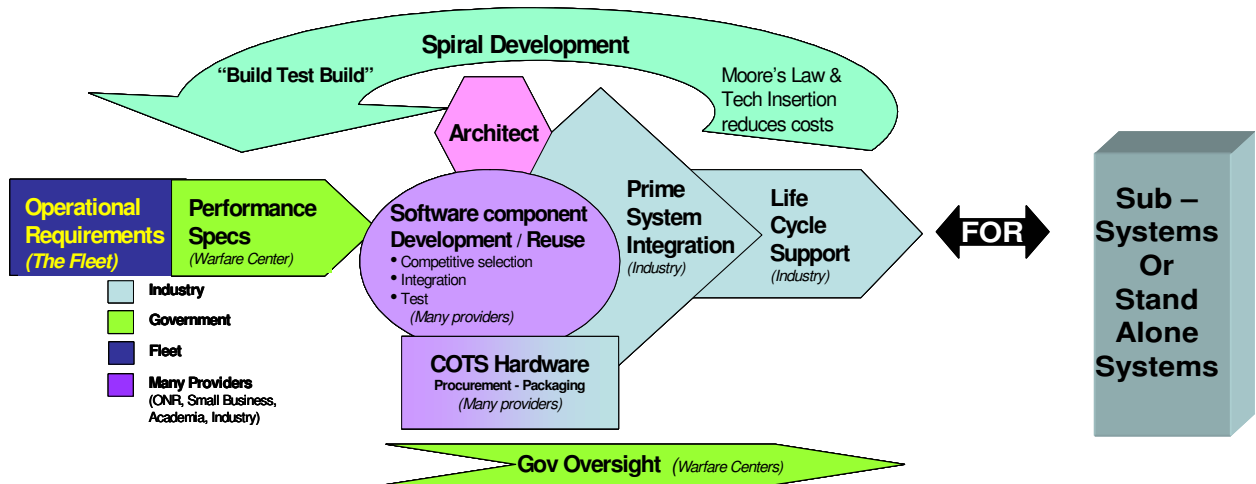 Spiral Development
“Build Test Build”
Moore’s Law &
Tech Insertion
reduces costs
Architect
Operational
Requirements
(The Fleet)
Performance
Specs
(Warfare Center)
Software component
Development / Reuse
• Competitive selection
• Integration
• Test
(Many providers)
Prime
System
Integration
(Industry)
Life
Cycle
Support
(Industry)
FOR
Sub –
Systems
Or
Stand
Alone
Systems
Industry
Government
Fleet
Many Providers
(ONR, Small Business,
Academia, Industry)
COTS Hardware
Procurement - Packaging
(Many providers)
Gov Oversight (Warfare Centers)